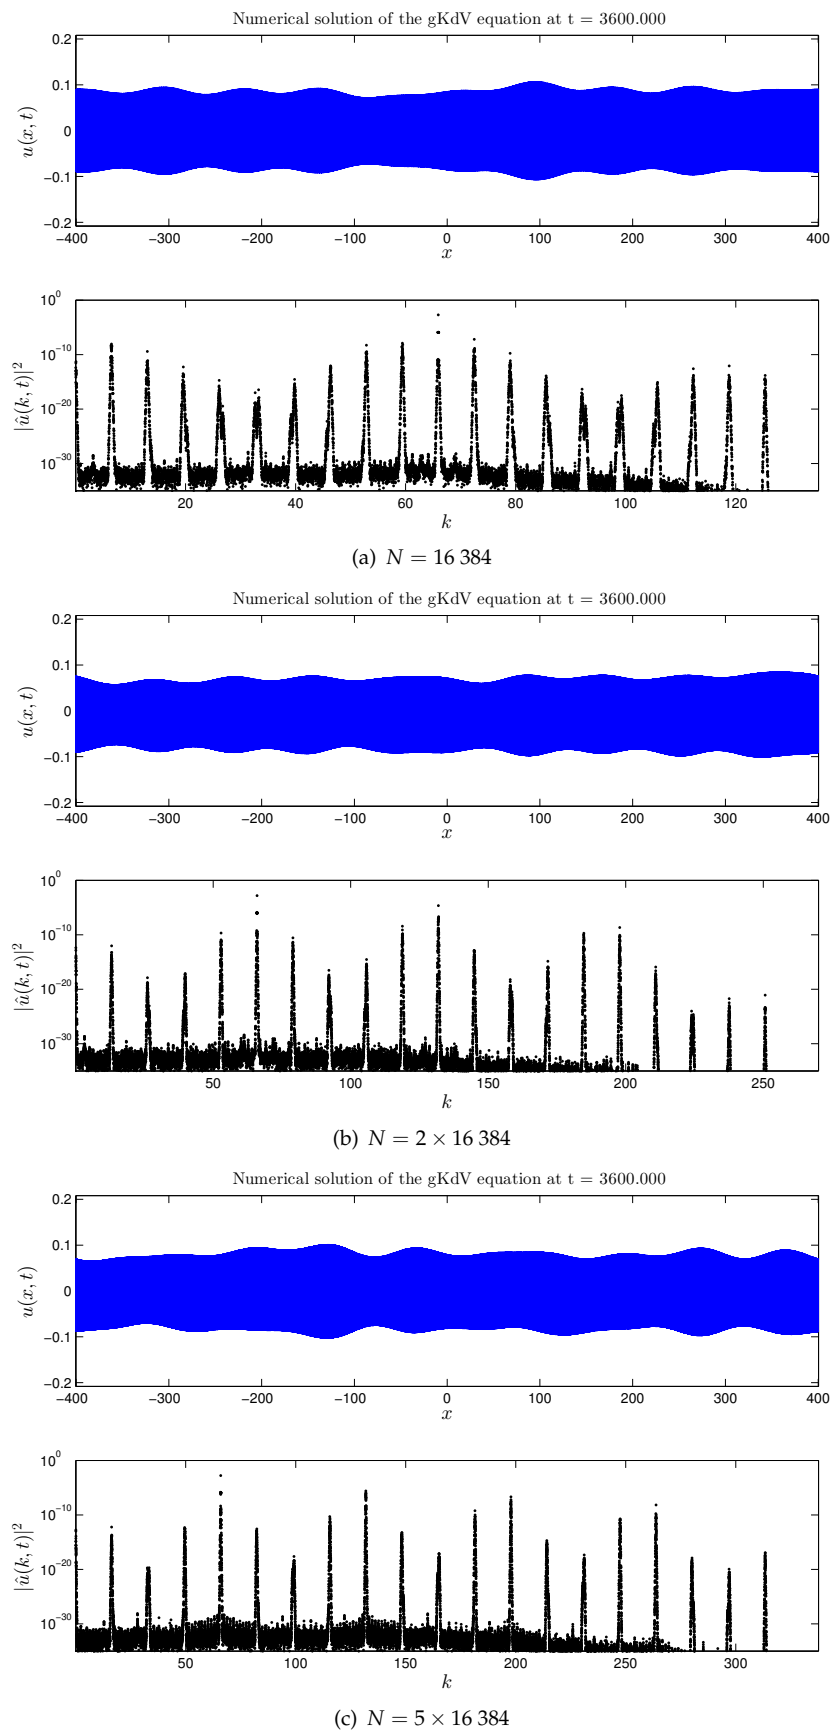 Numerical solution of the gKdV equation at t = 3600.000
0.2
0.1
0
−0.1
−0.2
u(x, t)
−400 −300 −200 −100 0 100 200 300 400
x
10^0
10^−10
10^−20
10^−30
|û(k, t)|^2
20 40 60 80 100 120
k
(a) N = 16 384
Numerical solution of the gKdV equation at t = 3600.000
0.2
0.1
0
−0.1
−0.2
u(x, t)
−400 −300 −200 −100 0 100 200 300 400
x
10^0
10^−10
10^−20
10^−30
|û(k, t)|^2
50 100 150 200 250
k
(b) N = 2 × 16 384
Numerical solution of the gKdV equation at t = 3600.000
0.2
0.1
0
−0.1
−0.2
u(x, t)
−400 −300 −200 −100 0 100 200 300 400
x
10^0
10^−10
10^−20
10^−30
|û(k, t)|^2
50 100 150 200 250 300
k
(c) N = 5 × 16 384